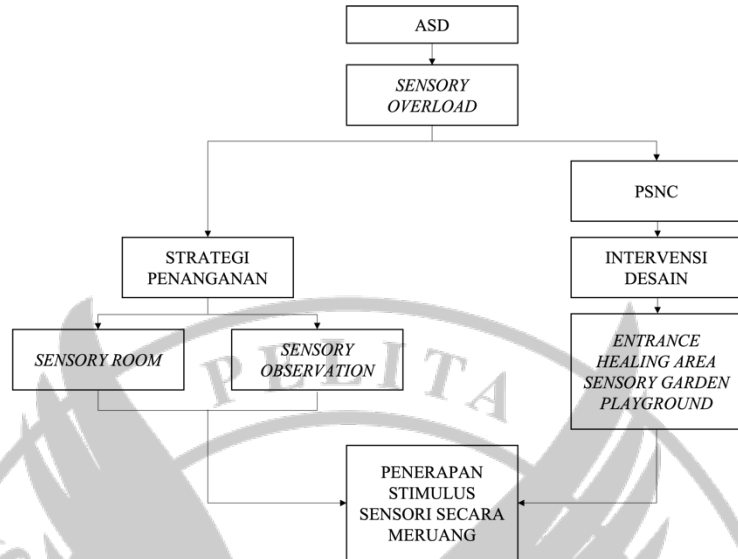 ASD
SENSORY
OVERLOAD
PSNC
STRATEGI
PENANGANAN
INTERVENSI
DESAIN
SENSORY ROOM
SENSORY
OBSERVATION
ENTRANCE
HEALING AREA
SENSORY GARDEN
PLAYGROUND
PELITA
PENERAPAN
STIMULUS
SENSORI SECARA
MERUANG